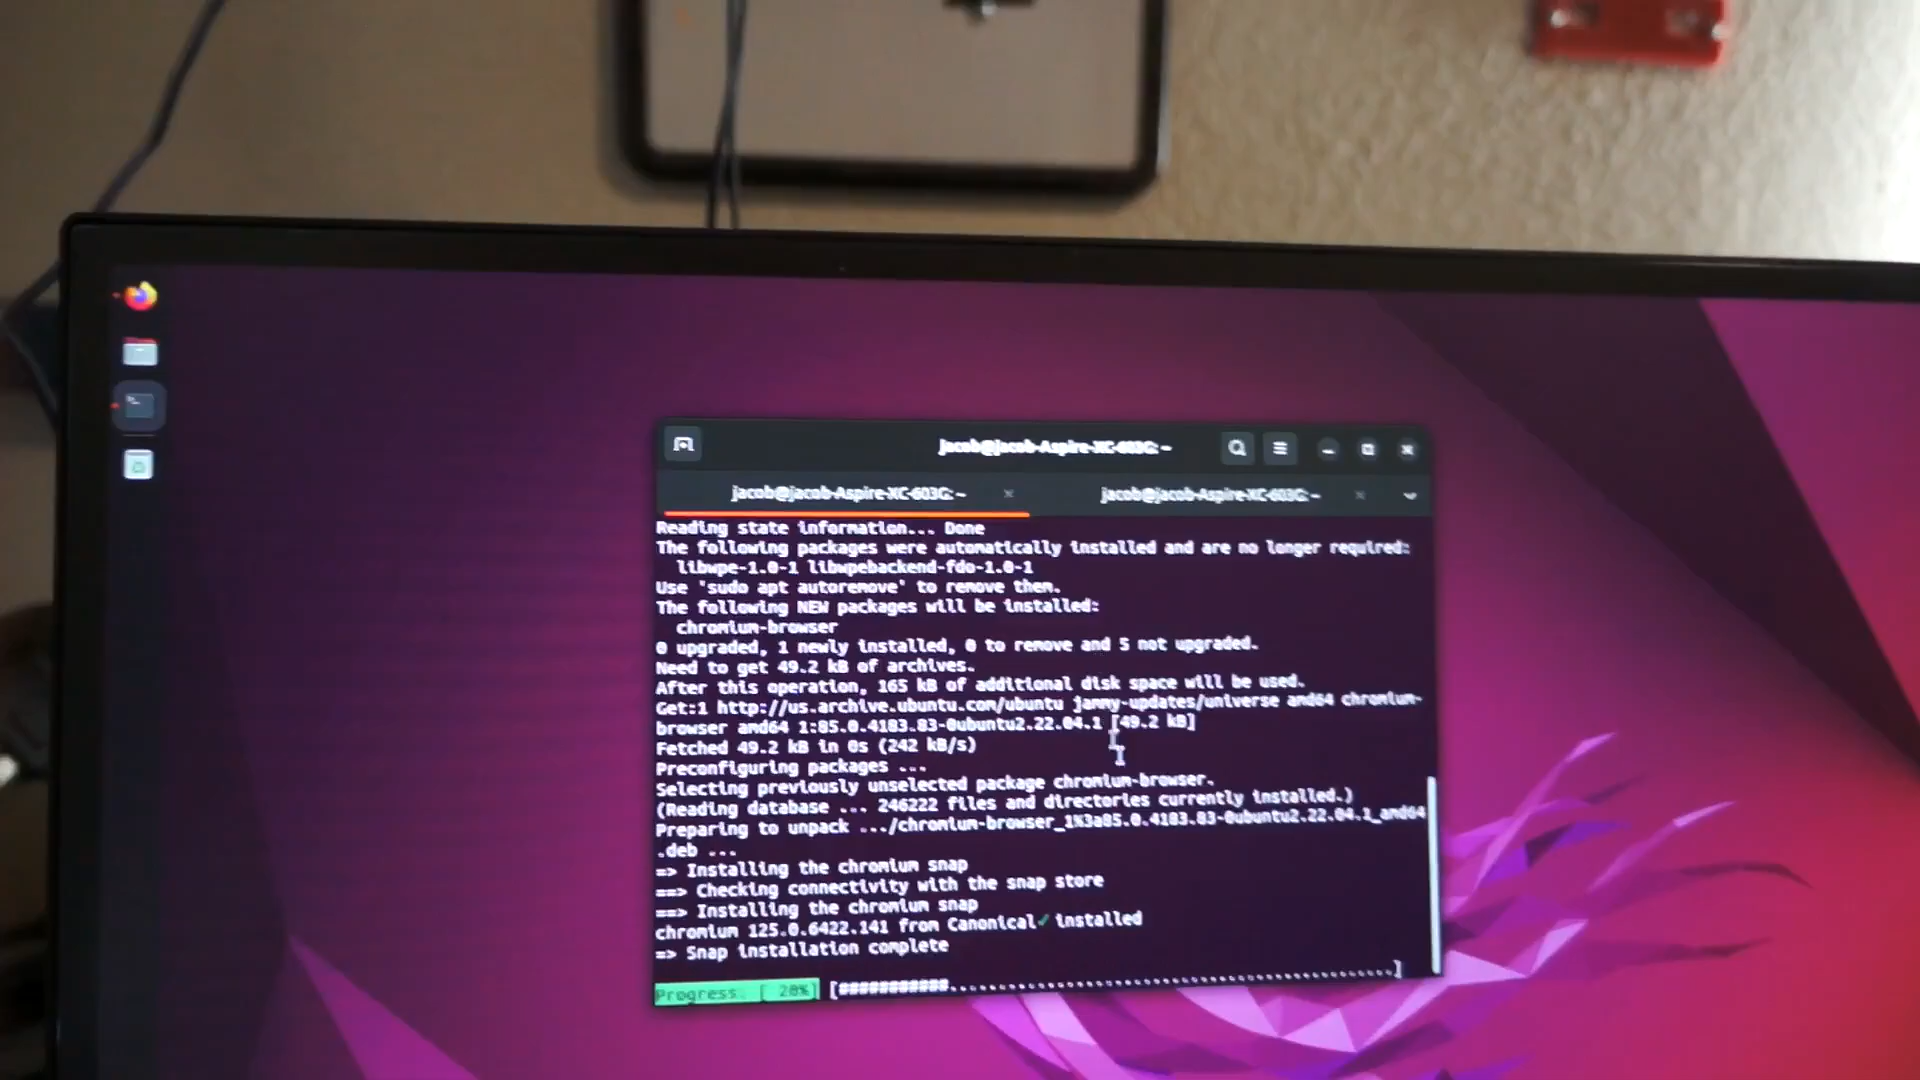 jacob@jacob-Aspire-XC-603G: ~
jacob@jacob-Aspire-XC-603G: ~
jacob@jacob-Aspire-XC-603G: ~
Reading state information... Done
The following packages were automatically installed and are no longer required:
libwpe-1.0-1 libwpebackend-fdo-1.0-1
Use 'sudo apt autoremove' to remove them.
The following NEW packages will be installed:
chromium-browser
0 upgraded, 1 newly installed, 0 to remove and 5 not upgraded.
Need to get 49.2 kB of archives.
After this operation, 165 kB of additional disk space will be used.
Get:1 http://us.archive.ubuntu.com/ubuntu jammy-updates/universe amd64 chromium-
browser amd64 1:85.0.4183.83-0ubuntu2.22.04.1 [49.2 kB]
Fetched 49.2 kB in 0s (242 kB/s)
Preconfiguring packages ...
Selecting previously unselected package chromium-browser.
(Reading database ... 246222 files and directories currently installed.)
Preparing to unpack .../chromium-browser_1%3a85.0.4183.83-0ubuntu2.22.04.1_amd64
.deb ...
=> Installing the chromium snap
==> Checking connectivity with the snap store
==> Installing the chromium snap
chromium 125.0.6422.141 from Canonical✓ installed
=> Snap installation complete
Progress: [ 20%] [###########.............................................]